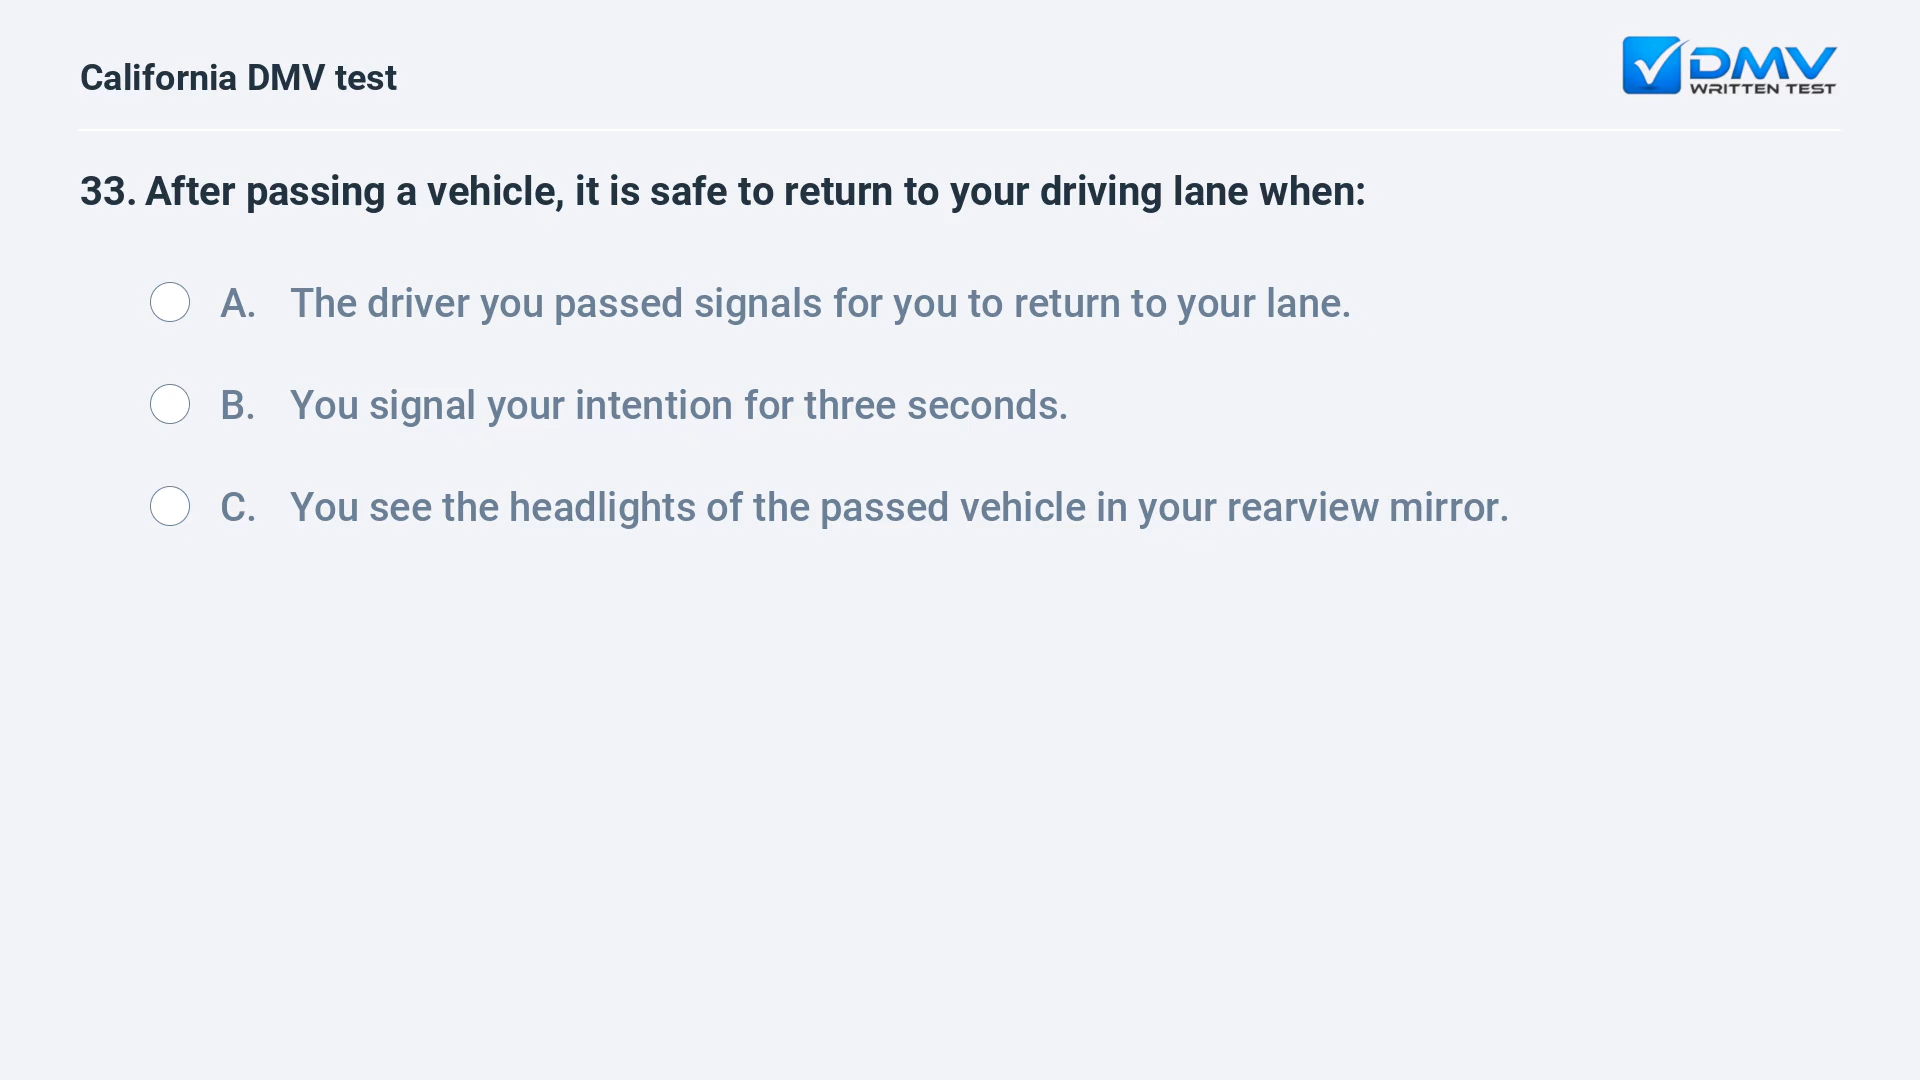 California DMV test
DMV
WRITTEN TEST
33. After passing a vehicle, it is safe to return to your driving lane when:
A. The driver you passed signals for you to return to your lane.
B. You signal your intention for three seconds.
C. You see the headlights of the passed vehicle in your rearview mirror.